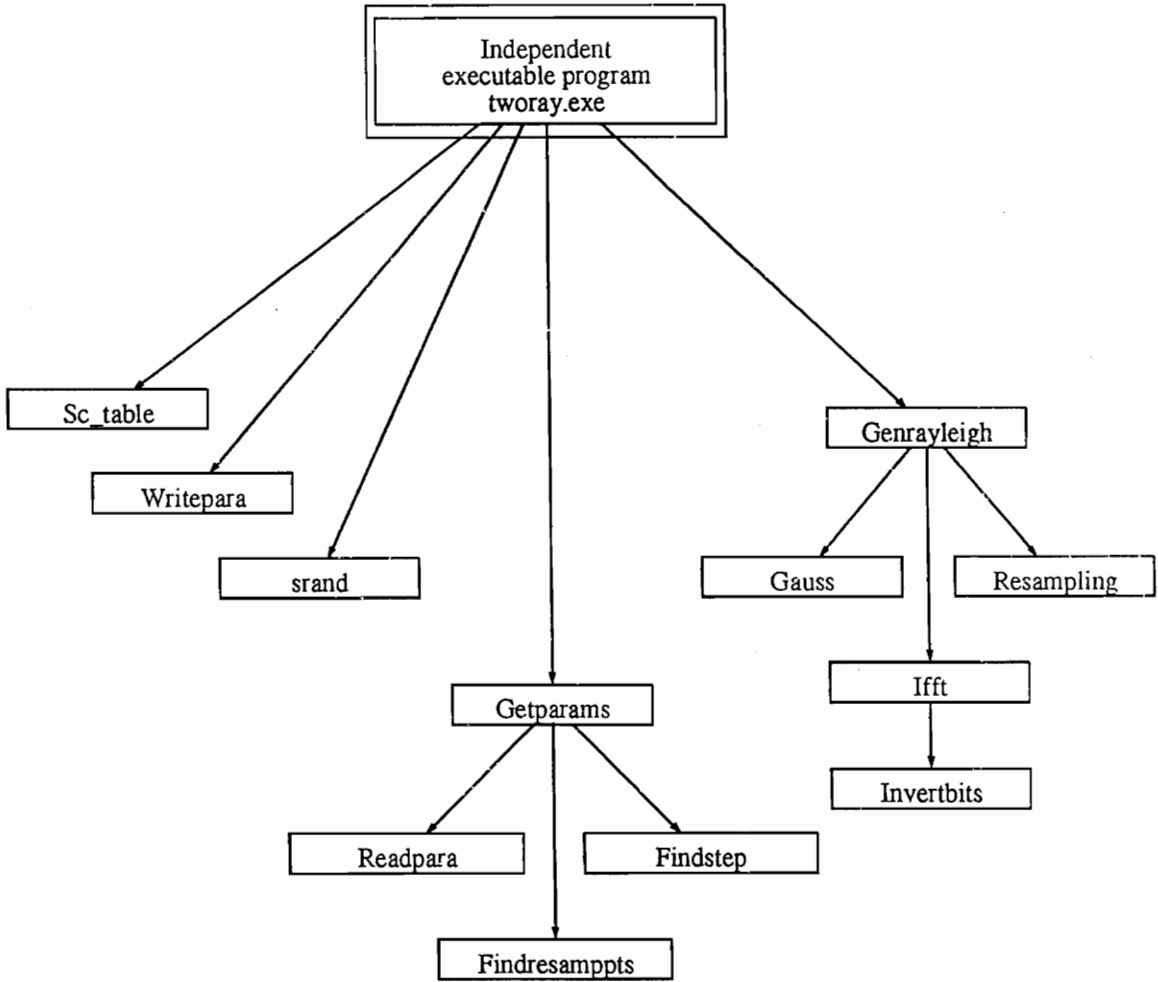 Independent
executable program
tworay.exe
Sc_table
Genrayleigh
Writepara
srand
Gauss
Resampling
Ifft
Getparams
Invertbits
Readpara
Findstep
Findresamppts